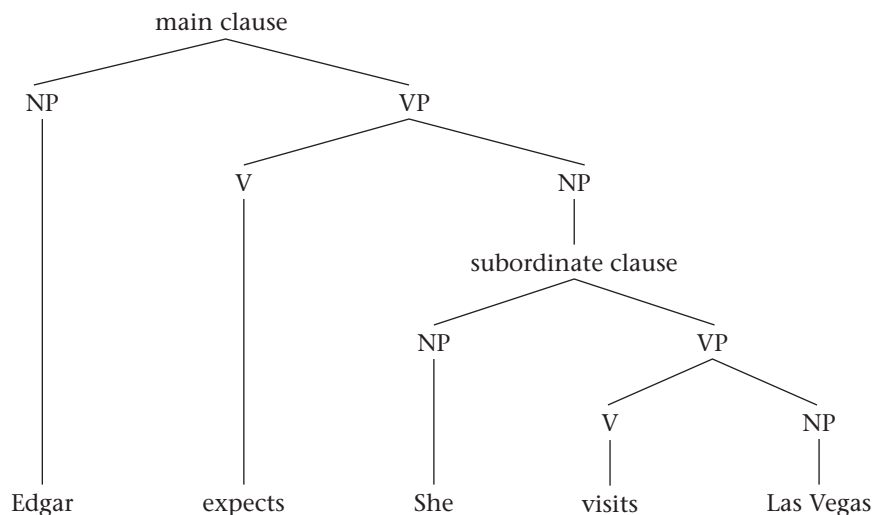 main clause
NP VP
V NP
subordinate clause
NP VP
V NP
Edgar expects She visits Las Vegas